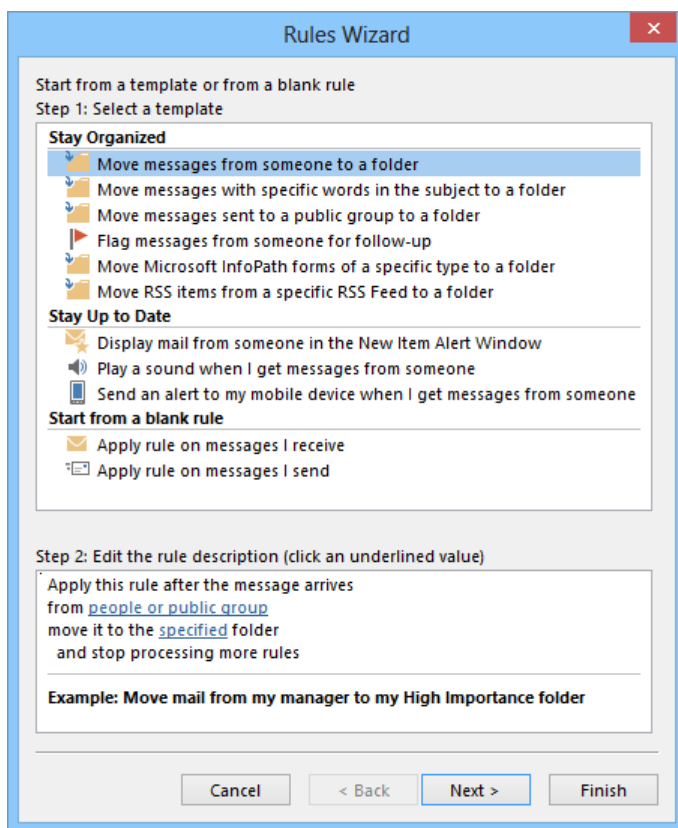 Rules Wizard
Start from a template or from a blank rule
Step 1: Select a template
Stay Organized
Move messages from someone to a folder
Move messages with specific words in the subject to a folder
Move messages sent to a public group to a folder
Flag messages from someone for follow-up
Move Microsoft InfoPath forms of a specific type to a folder
Move RSS items from a specific RSS Feed to a folder
Stay Up to Date
Display mail from someone in the New Item Alert Window
Play a sound when I get messages from someone
Send an alert to my mobile device when I get messages from someone
Start from a blank rule
Apply rule on messages I receive
Apply rule on messages I send
Step 2: Edit the rule description (click an underlined value)
Apply this rule after the message arrives
from people or public group
move it to the specified folder
and stop processing more rules
Example: Move mail from my manager to my High Importance folder
Cancel < Back Next > Finish